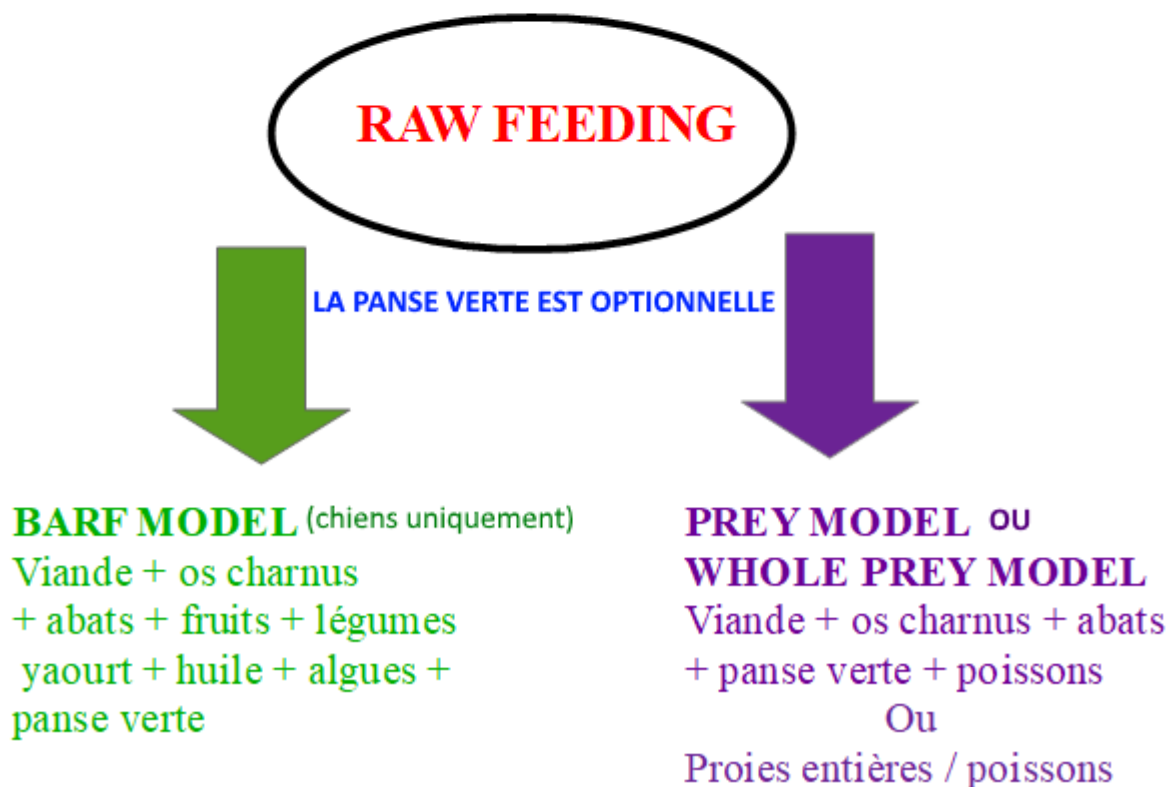 RAW FEEDING
LA PANSE VERTE EST OPTIONNELLE
BARF MODEL (chiens uniquement)
Viande + os charnus
+ abats + fruits + légumes
yaourt + huile + algues +
panse verte
PREY MODEL OU
WHOLE PREY MODEL
Viande + os charnus + abats
+ panse verte + poissons
Ou
Proies entières / poissons